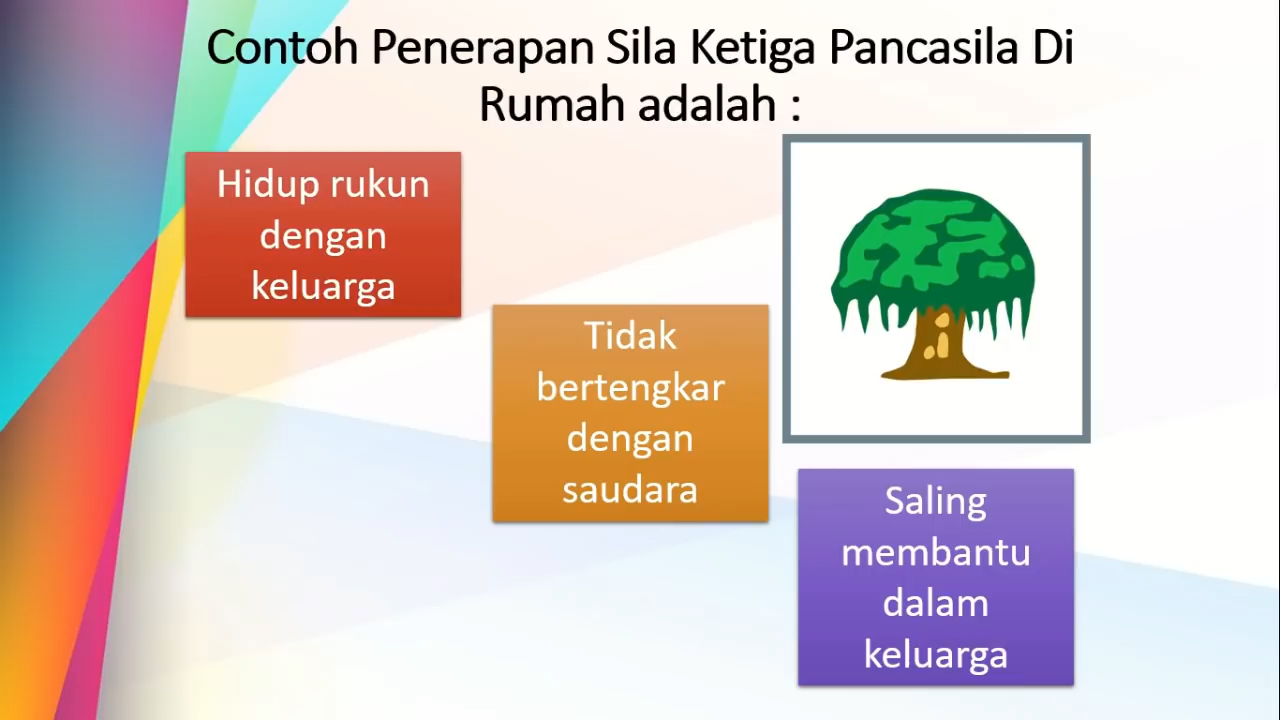 Contoh Penerapan Sila Ketiga Pancasila Di
Rumah adalah :
Hidup rukun
dengan
keluarga
Tidak
bertengkar
dengan
saudara
Saling
membantu
dalam
keluarga